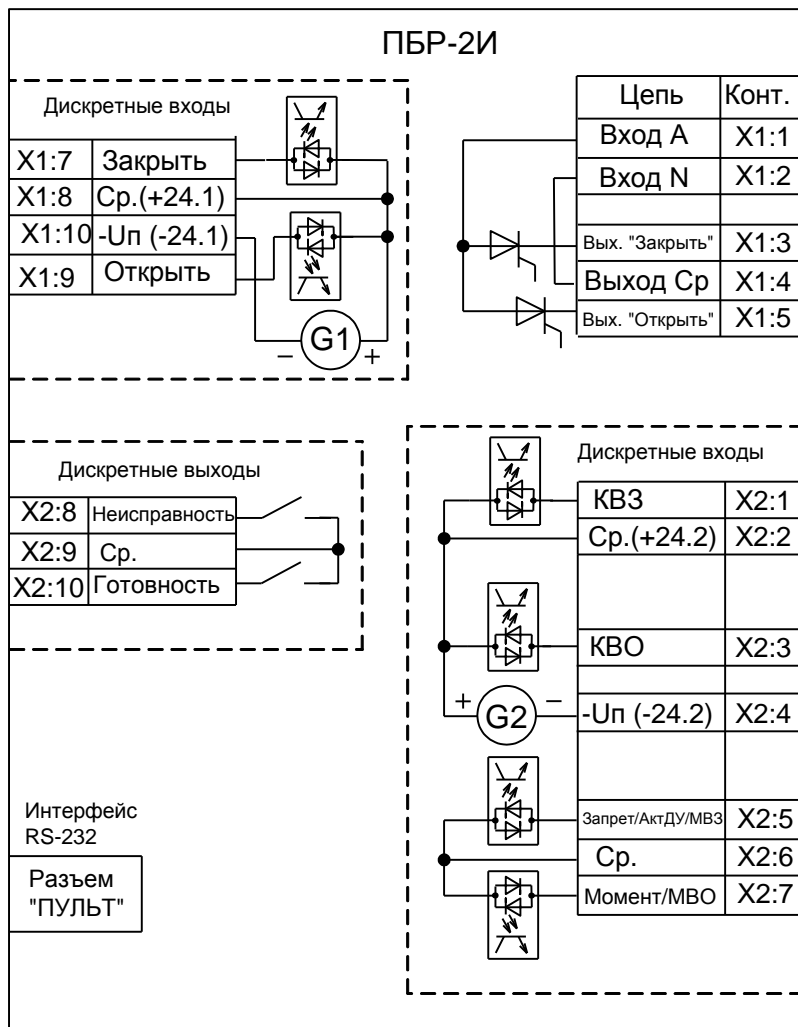 ПБР-2И
Дискретные входы
X1:7 Закрыть
X1:8 Ср.(+24.1)
X1:10 -Uп (-24.1)
X1:9 Открыть
G1
− +
Цепь Конт.
Вход A X1:1
Вход N X1:2
Вых. "Закрыть" X1:3
Выход Ср X1:4
Вых. "Открыть" X1:5
Дискретные выходы
X2:8 Неисправность
X2:9 Ср.
X2:10 Готовность
Дискретные входы
КВЗ X2:1
Ср.(+24.2) X2:2
КВО X2:3
+ G2 − -Uп (-24.2) X2:4
Запрет/АктДУ/МВЗ X2:5
Ср. X2:6
Момент/МВО X2:7
Интерфейс
RS-232
Разъем
"ПУЛЬТ"